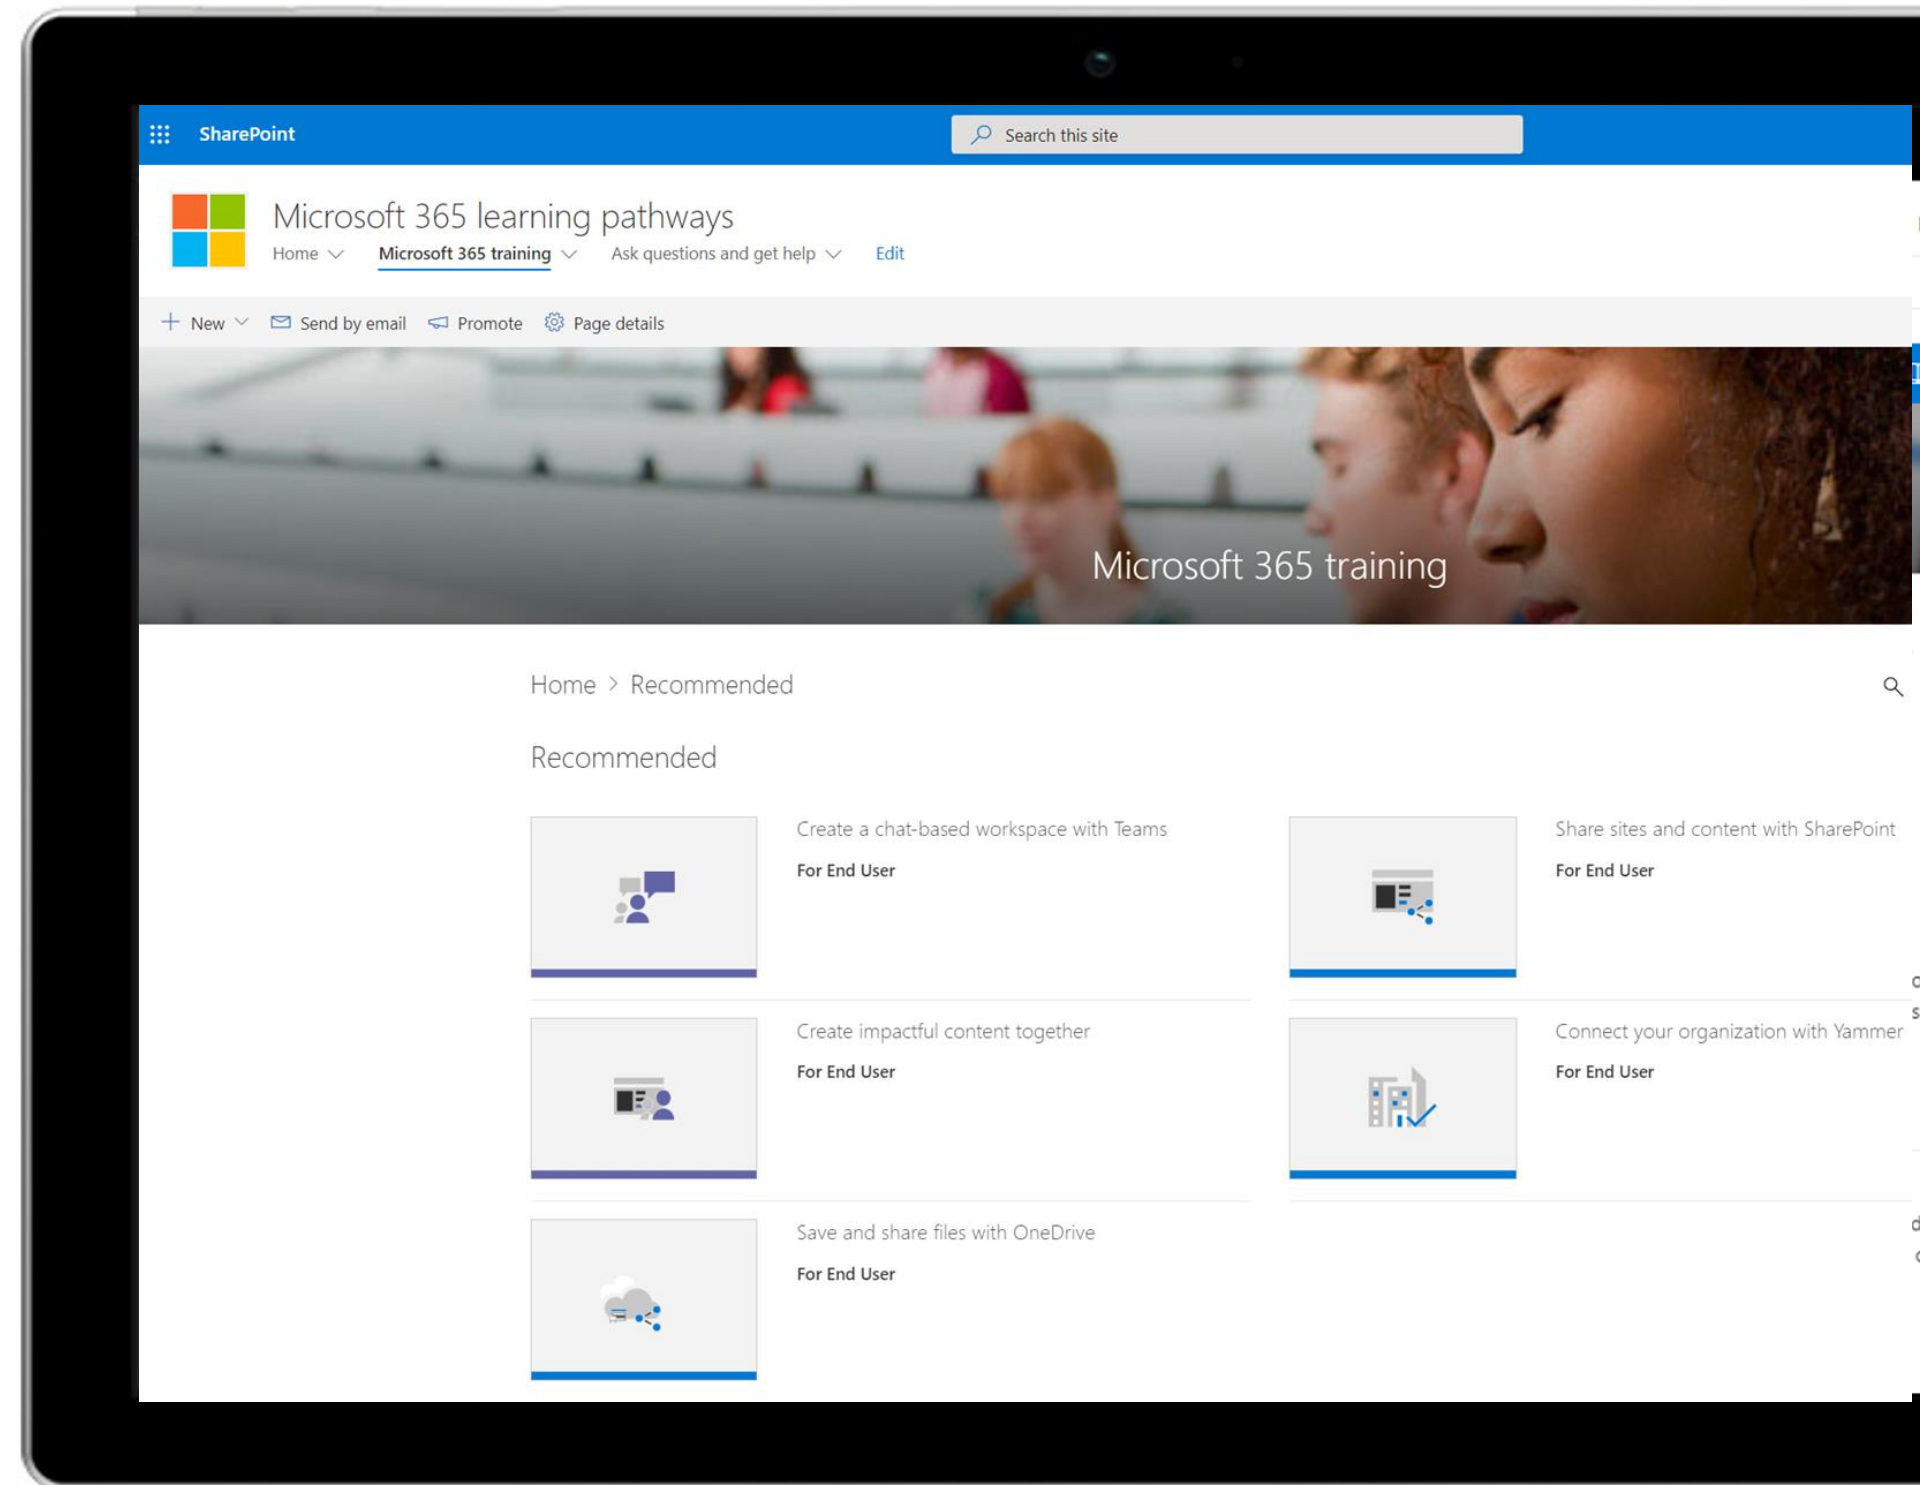 SharePoint
Search this site
Microsoft 365 learning pathways
Home Microsoft 365 training Ask questions and get help Edit
New Send by email Promote Page details
Microsoft 365 training
Home > Recommended
Recommended
Create a chat-based workspace with Teams
For End User
Share sites and content with SharePoint
For End User
Create impactful content together
For End User
Connect your organization with Yammer
For End User
Save and share files with OneDrive
For End User